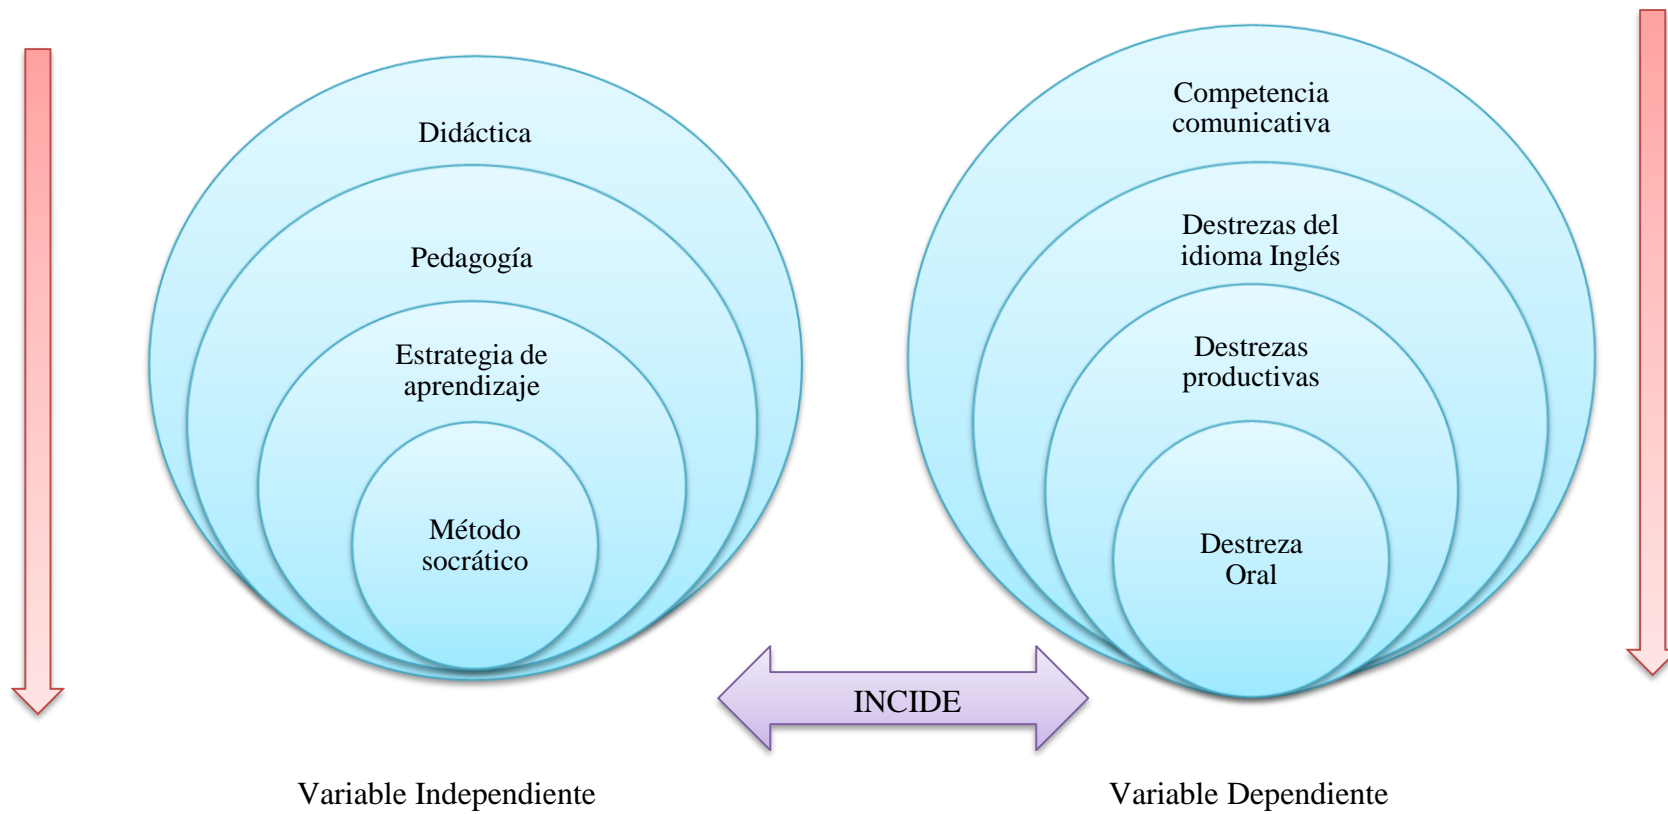 Didáctica
Pedagogía
Estrategia de
aprendizaje
Método
socrático
Competencia
comunicativa
Destrezas del
idioma Inglés
Destrezas
productivas
Destreza
Oral
INCIDE
Variable Independiente
Variable Dependiente